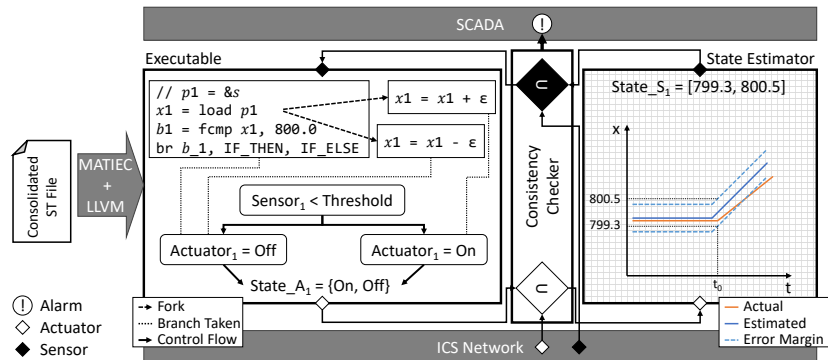 SCADA
!
Executable
State Estimator
// p1 = &s
x1 = load p1
b1 = fcmp x1, 800.0
br b_1, IF_THEN, IF_ELSE
x1 = x1 + ε
x1 = x1 - ε
Consolidated
ST File
MATIEC
+
LLVM
Sensor1 < Threshold
Actuator1 = Off
Actuator1 = On
State_A1 = {On, Off}
Consistency
Checker
∪
∪
State_S1 = [799.3, 800.5]
x
800.5
799.3
t0
t
! Alarm
Actuator
Sensor
Fork
Branch Taken
Control Flow
Actual
Estimated
Error Margin
ICS Network